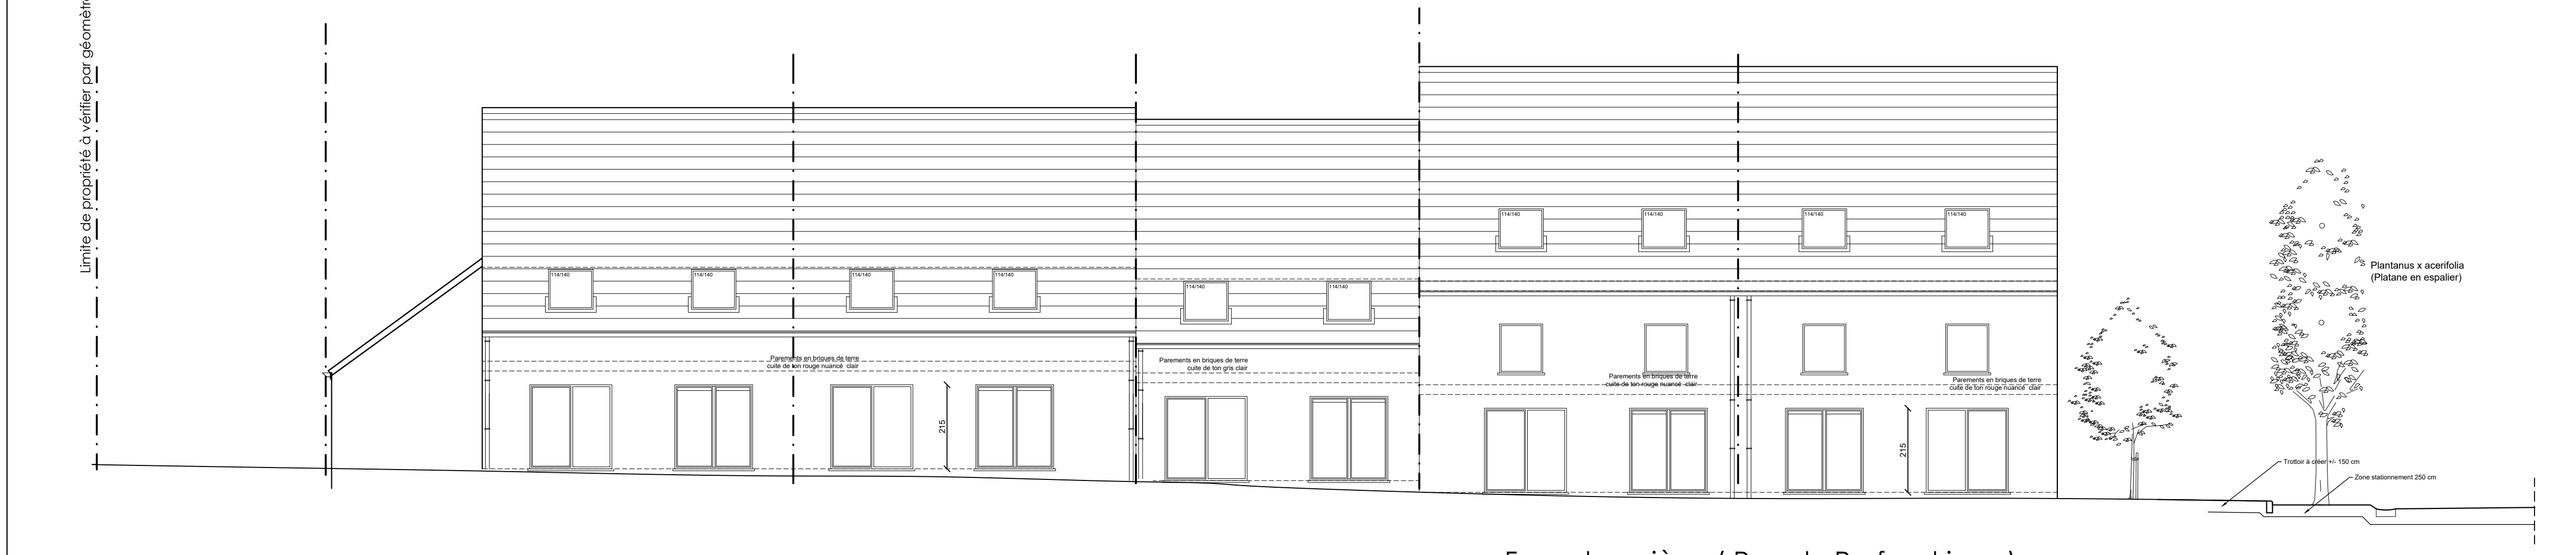 Limite de propriété à vérifier par géomètre
114/140
114/140
114/140
114/140
114/140
114/140
114/140
114/140
114/140
114/140
Parements en briques de terre
cuite de ton rouge nuancé clair
Parements en briques de terre
cuite de ton gris clair
Parements en briques de terre
cuite de ton rouge nuancé clair
Parements en briques de terre
cuite de ton rouge nuancé clair
215
215
Plantanus x acerifolia
(Platane en espalier)
Trottoir à créer +/- 150 cm
Zone stationnement 250 cm